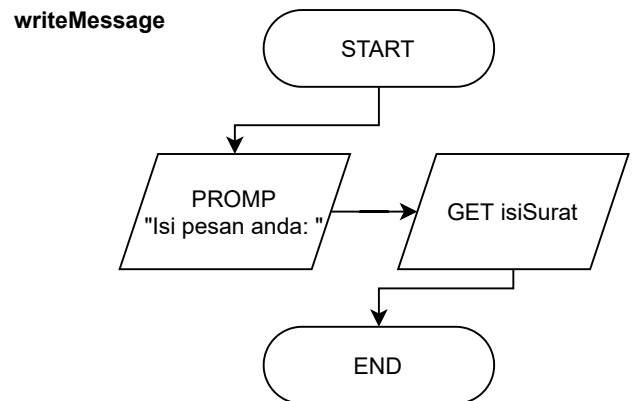 writeMessage
START
PROMP
"Isi pesan anda: "
GET isiSurat
END